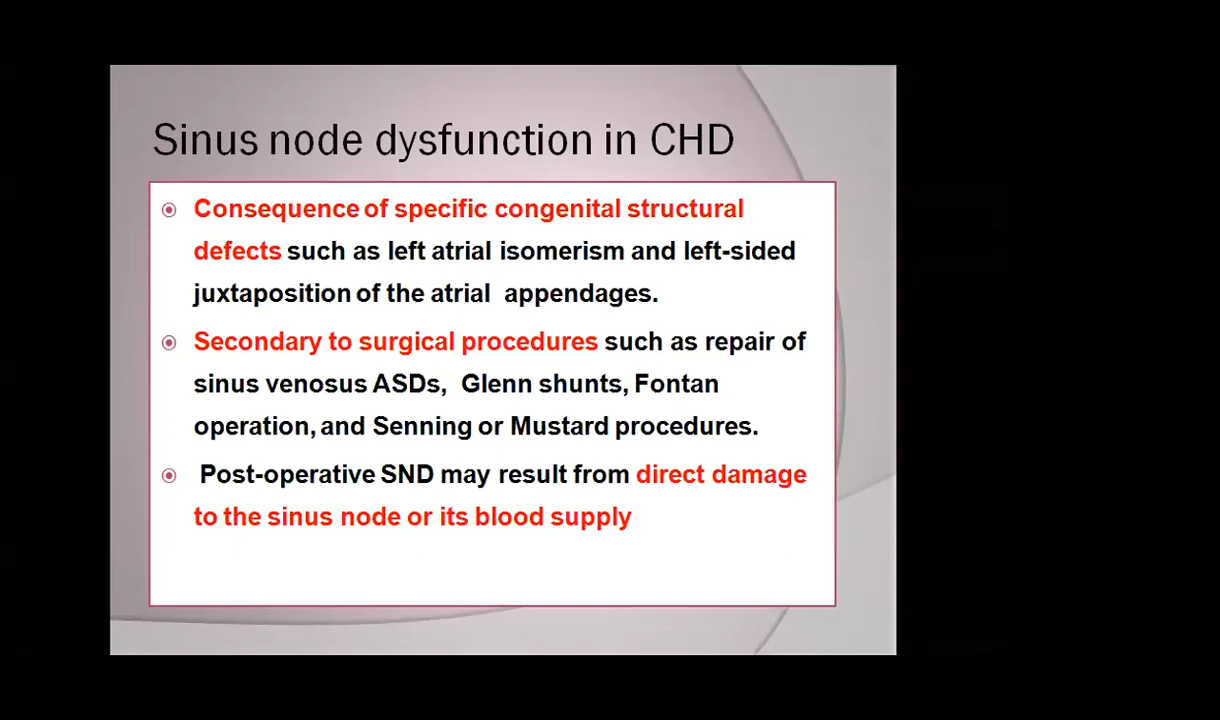 Sinus node dysfunction in CHD
Consequence of specific congenital structural
defects such as left atrial isomerism and left-sided
juxtaposition of the atrial appendages.
Secondary to surgical procedures such as repair of
sinus venosus ASDs, Glenn shunts, Fontan
operation, and Senning or Mustard procedures.
Post-operative SND may result from direct damage
to the sinus node or its blood supply